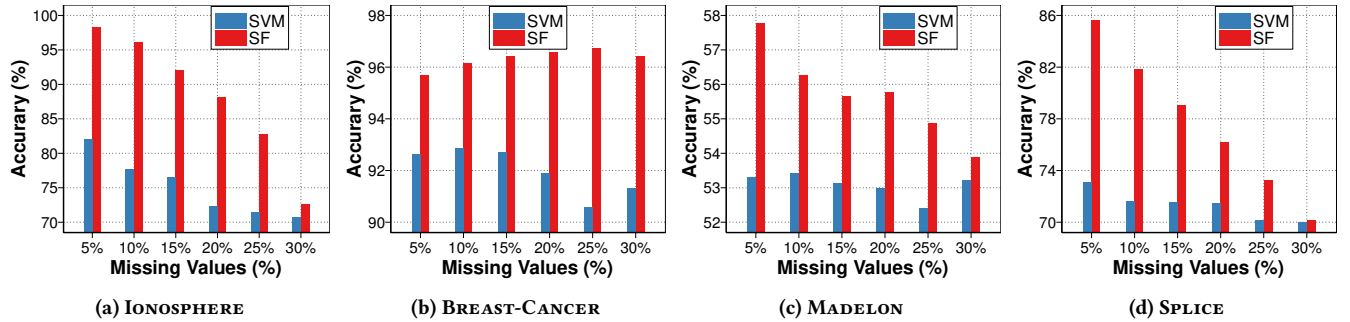 Accurary (%)
100
95
90
85
80
75
70
SVM
SF
5% 10% 15% 20% 25% 30%
Missing Values (%)
(a) Ionosphere
Accurary (%)
98
96
94
92
90
SVM
SF
5% 10% 15% 20% 25% 30%
Missing Values (%)
(b) Breast-Cancer
Accurary (%)
58
57
56
55
54
53
52
SVM
SF
5% 10% 15% 20% 25% 30%
Missing Values (%)
(c) Madelon
Accurary (%)
86
82
78
74
70
SVM
SF
5% 10% 15% 20% 25% 30%
Missing Values (%)
(d) Splice